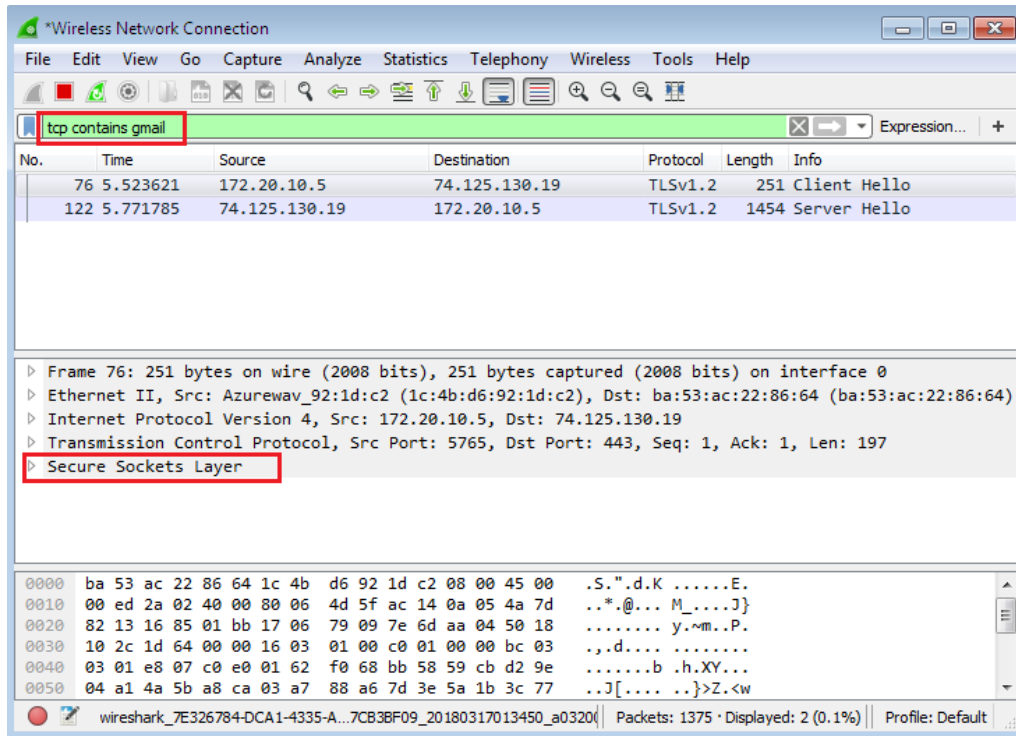 *Wireless Network Connection
File Edit View Go Capture Analyze Statistics Telephony Wireless Tools Help
tcp contains gmail Expression... +
No. Time Source Destination Protocol Length Info
76 5.523621 172.20.10.5 74.125.130.19 TLSv1.2 251 Client Hello
122 5.771785 74.125.130.19 172.20.10.5 TLSv1.2 1454 Server Hello
Frame 76: 251 bytes on wire (2008 bits), 251 bytes captured (2008 bits) on interface 0
Ethernet II, Src: Azurewav_92:1d:c2 (1c:4b:d6:92:1d:c2), Dst: ba:53:ac:22:86:64 (ba:53:ac:22:86:64)
Internet Protocol Version 4, Src: 172.20.10.5, Dst: 74.125.130.19
Transmission Control Protocol, Src Port: 5765, Dst Port: 443, Seq: 1, Ack: 1, Len: 197
Secure Sockets Layer
0000 ba 53 ac 22 86 64 1c 4b d6 92 1d c2 08 00 45 00 .S.".d.K ......E.
0010 00 ed 2a 02 40 00 80 06 4d 5f ac 14 0a 05 4a 7d ..*.@... M_....J}
0020 82 13 16 85 01 bb 17 06 79 09 7e 6d aa 04 50 18 ........ y.~m..P.
0030 10 2c 1d 64 00 00 16 03 01 00 c0 01 00 00 bc 03 .,.d.... ........
0040 03 01 e8 07 c0 e0 01 62 f0 68 bb 58 59 cb d2 9e .......b .h.XY...
0050 04 a1 4a 5b a8 ca 03 a7 88 a6 7d 3e 5a 1b 3c 77 ..J[.... ..}>Z.<w
wireshark_7E326784-DCA1-4335-A...7CB3BF09_20180317013450_a0320 Packets: 1375 · Displayed: 2 (0.1%) Profile: Default